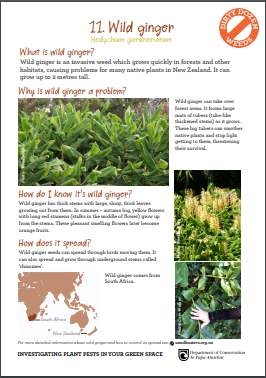 11. Wild ginger
Hedychium gardnerianum
DIRTY DOZEN
WEEDS
What is wild ginger?
Wild ginger is an invasive weed which grows quickly in forests and other
habitats, causing problems for many native plants in New Zealand. It can
grow up to 2 metres tall.
Why is wild ginger a problem?
Wild ginger can take over
forest areas. It forms large
mats of tubers (tube-like
thickened stems) as it grows.
These big tubers can smother
native plants and stop light
getting to them, threatening
their survival.
How do I know it's wild ginger?
Wild ginger has thick stems with large, shiny, thick leaves
growing out from them. In summer – autumn big, yellow flowers
with long red stamens (stalks in the middle of flower) grow up
from the stems. These pleasant smelling flowers later become
orange fruits.
How does it spread?
Wild ginger seeds can spread through birds moving them. It
can also spread and grow through underground stems called
'rhizomes'.
Wild ginger comes from
South Africa.
South Africa
New Zealand
For more detailed information about wild ginger and how to control its spread see weedbusters.org.nz
INVESTIGATING PLANT PESTS IN YOUR GREEN SPACE
Department of Conservation
Te Papa Atawhai